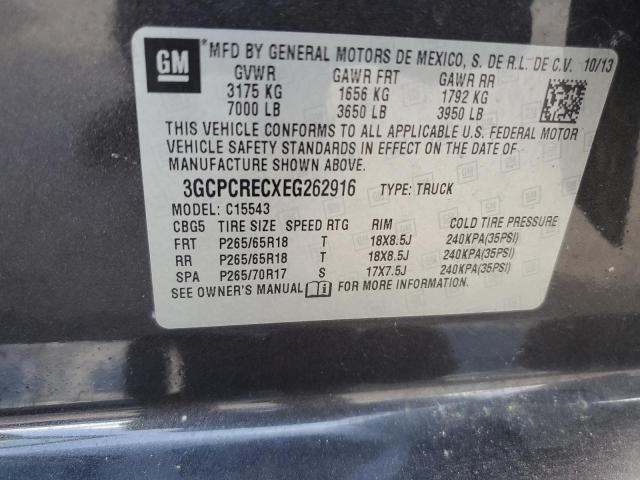 GM
*MFD BY GENERAL MOTORS DE MEXICO, S. DE R.L. DE C.V. 10/13
GVWR GAWR FRT GAWR RR
3175 KG 1656 KG 1792 KG
7000 LB 3650 LB 3950 LB
THIS VEHICLE CONFORMS TO ALL APPLICABLE U.S. FEDERAL MOTOR
VEHICLE SAFETY STANDARDS IN EFFECT ON THE DATE OF
MANUFACTURE SHOWN ABOVE.
3GCPCRECXEG262916 TYPE: TRUCK
MODEL: C15543
CBG5 TIRE SIZE SPEED RTG RIM COLD TIRE PRESSURE
FRT P265/65R18 T 18X8.5J 240KPA(35PSI)
RR P265/65R18 T 18X8.5J 240KPA(35PSI)
SPA P265/70R17 S 17X7.5J 240KPA(35PSI)
SEE OWNER'S MANUAL FOR MORE INFORMATION.